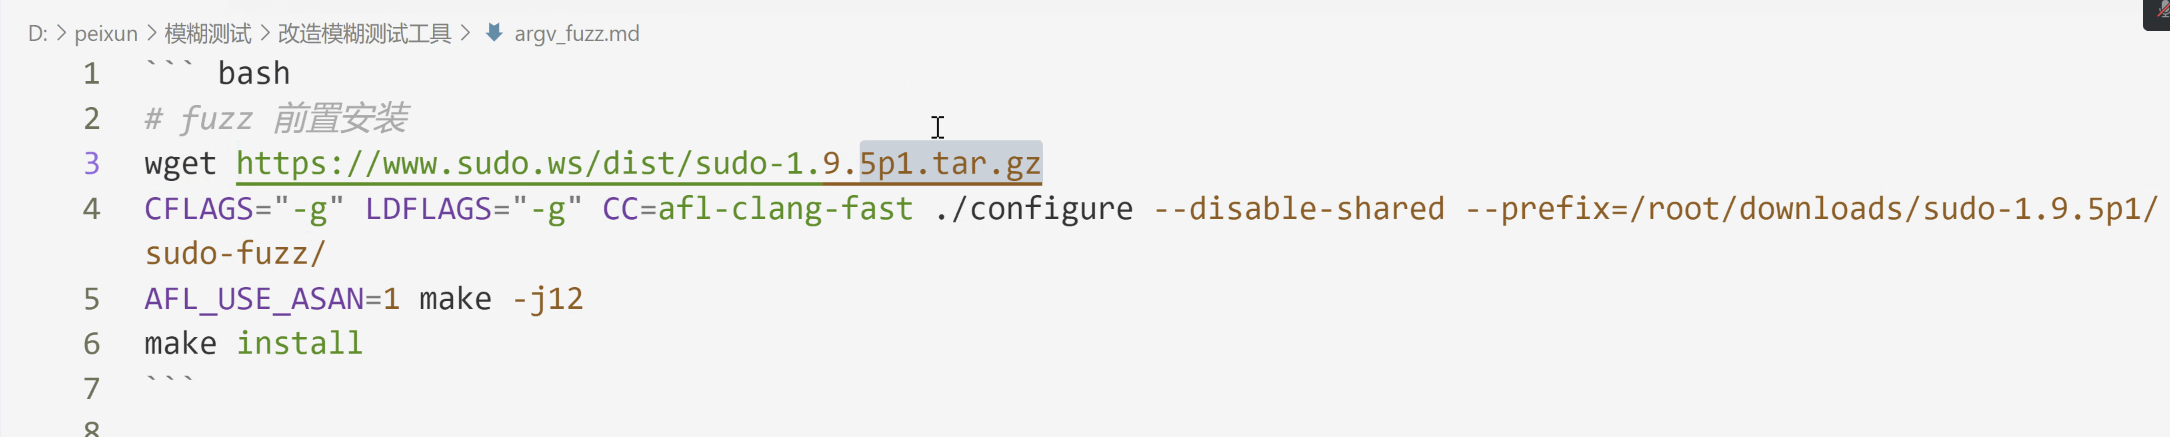 D: > peixun > 模糊测试 > 改造模糊测试工具 > argv_fuzz.md
1 ``` bash
2 # fuzz 前置安装
3 wget https://www.sudo.ws/dist/sudo-1.9.5p1.tar.gz
4 CFLAGS="-g" LDFLAGS="-g" CC=afl-clang-fast ./configure --disable-shared --prefix=/root/downloads/sudo-1.9.5p1/
sudo-fuzz/
5 AFL_USE_ASAN=1 make -j12
6 make install
7 ```
8